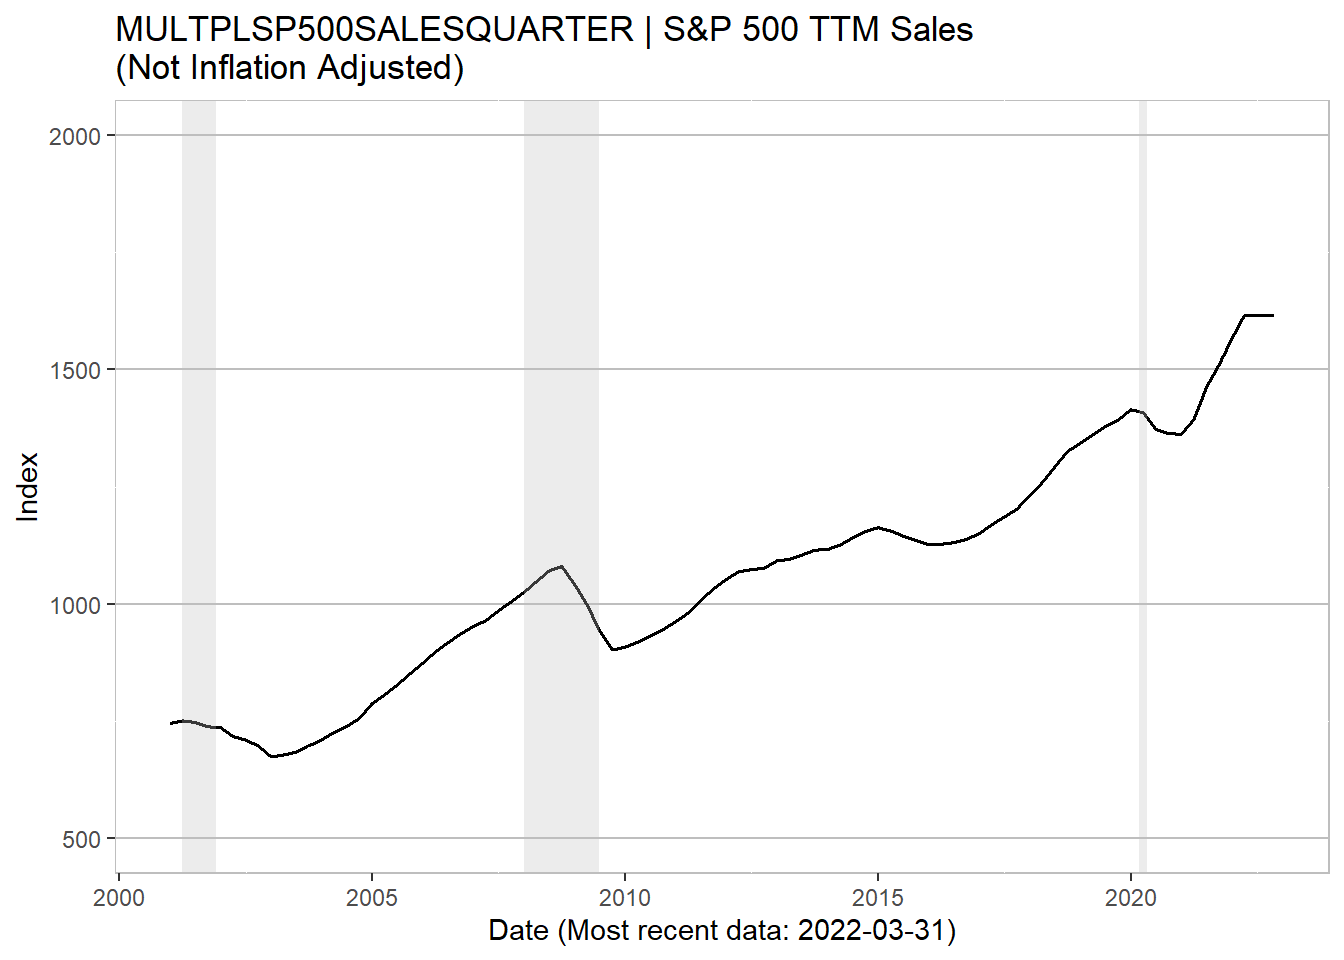 MULTPLSP500SALESQUARTER | S&P 500 TTM Sales
(Not Inflation Adjusted)
2000
1500
1000
500
Index
2000 2005 2010 2015 2020
Date (Most recent data: 2022-03-31)